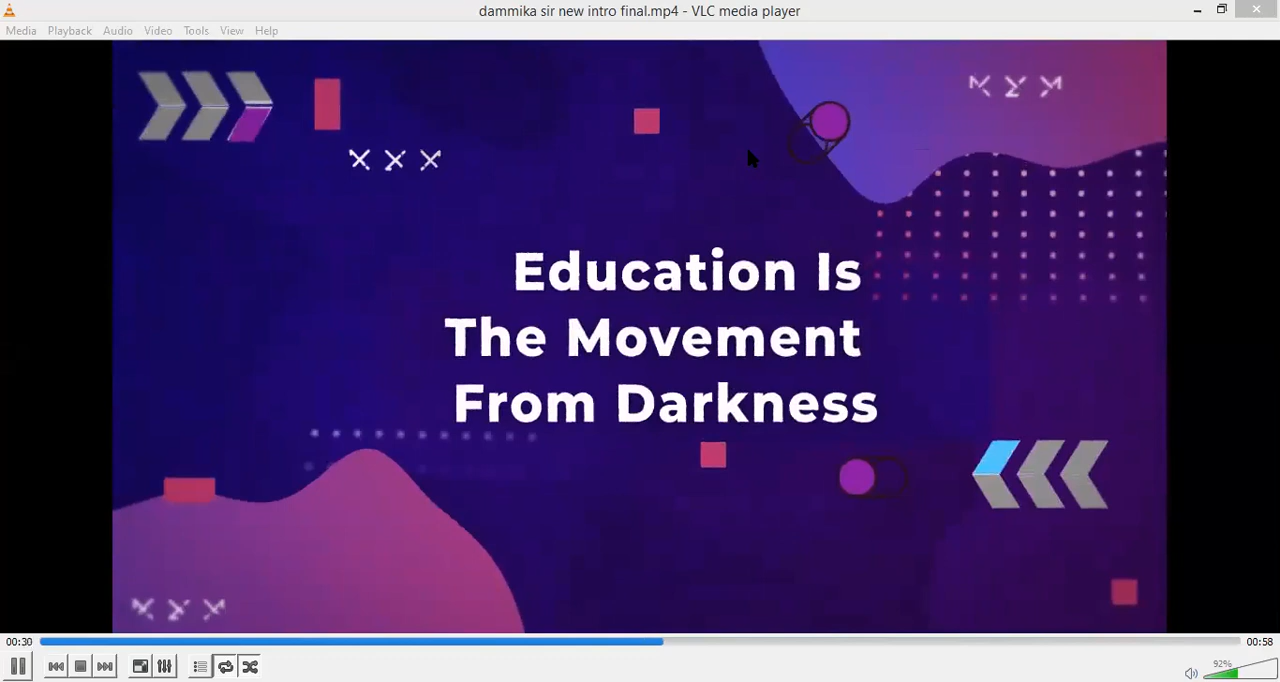 dammika sir new intro final.mp4 - VLC media player
Media Playback Audio Video Tools View Help
Education Is
The Movement
From Darkness
00:30
00:58
92%